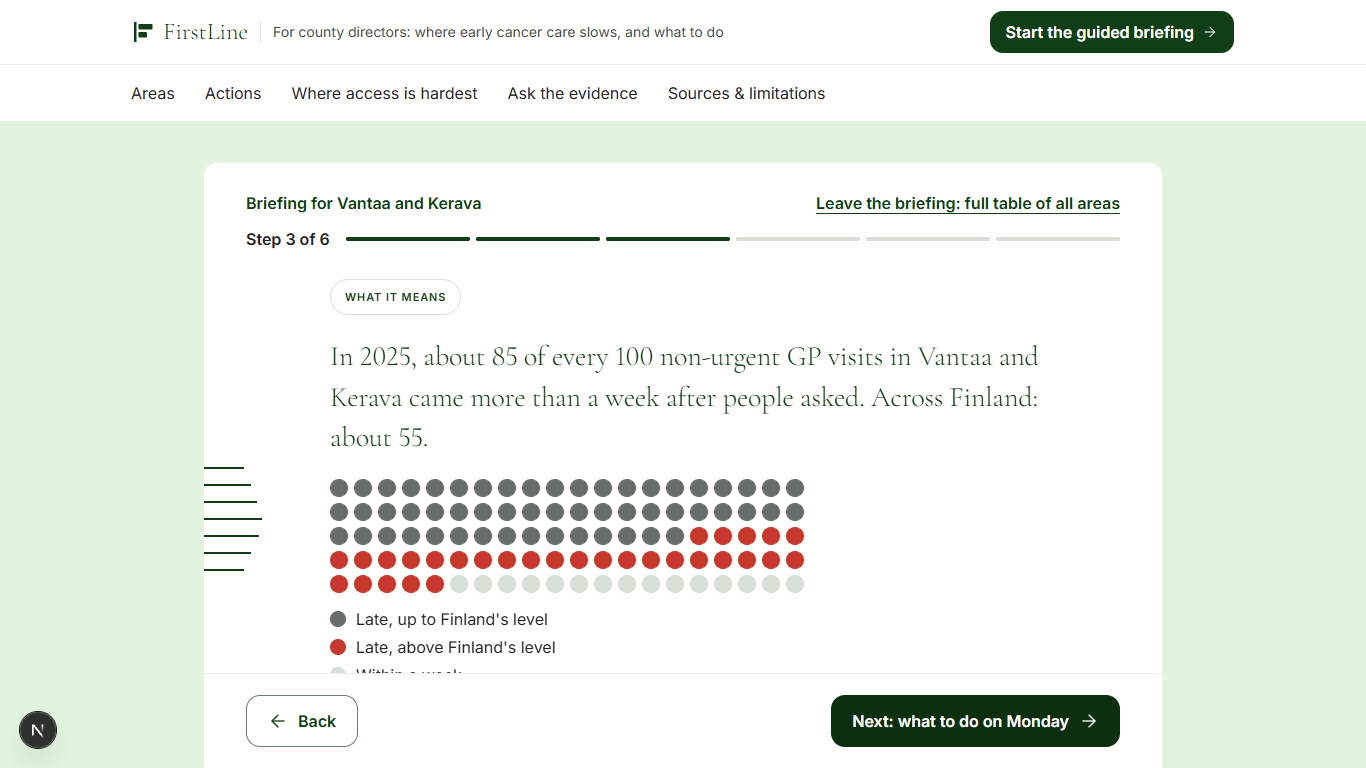 FirstLine
For county directors: where early cancer care slows, and what to do
Start the guided briefing
Areas
Actions
Where access is hardest
Ask the evidence
Sources & limitations
Briefing for Vantaa and Kerava
Leave the briefing: full table of all areas
Step 3 of 6
WHAT IT MEANS
In 2025, about 85 of every 100 non-urgent GP visits in Vantaa and
Kerava came more than a week after people asked. Across Finland:
about 55.
Late, up to Finland's level
Late, above Finland's level
Within a week
Back
Next: what to do on Monday
N